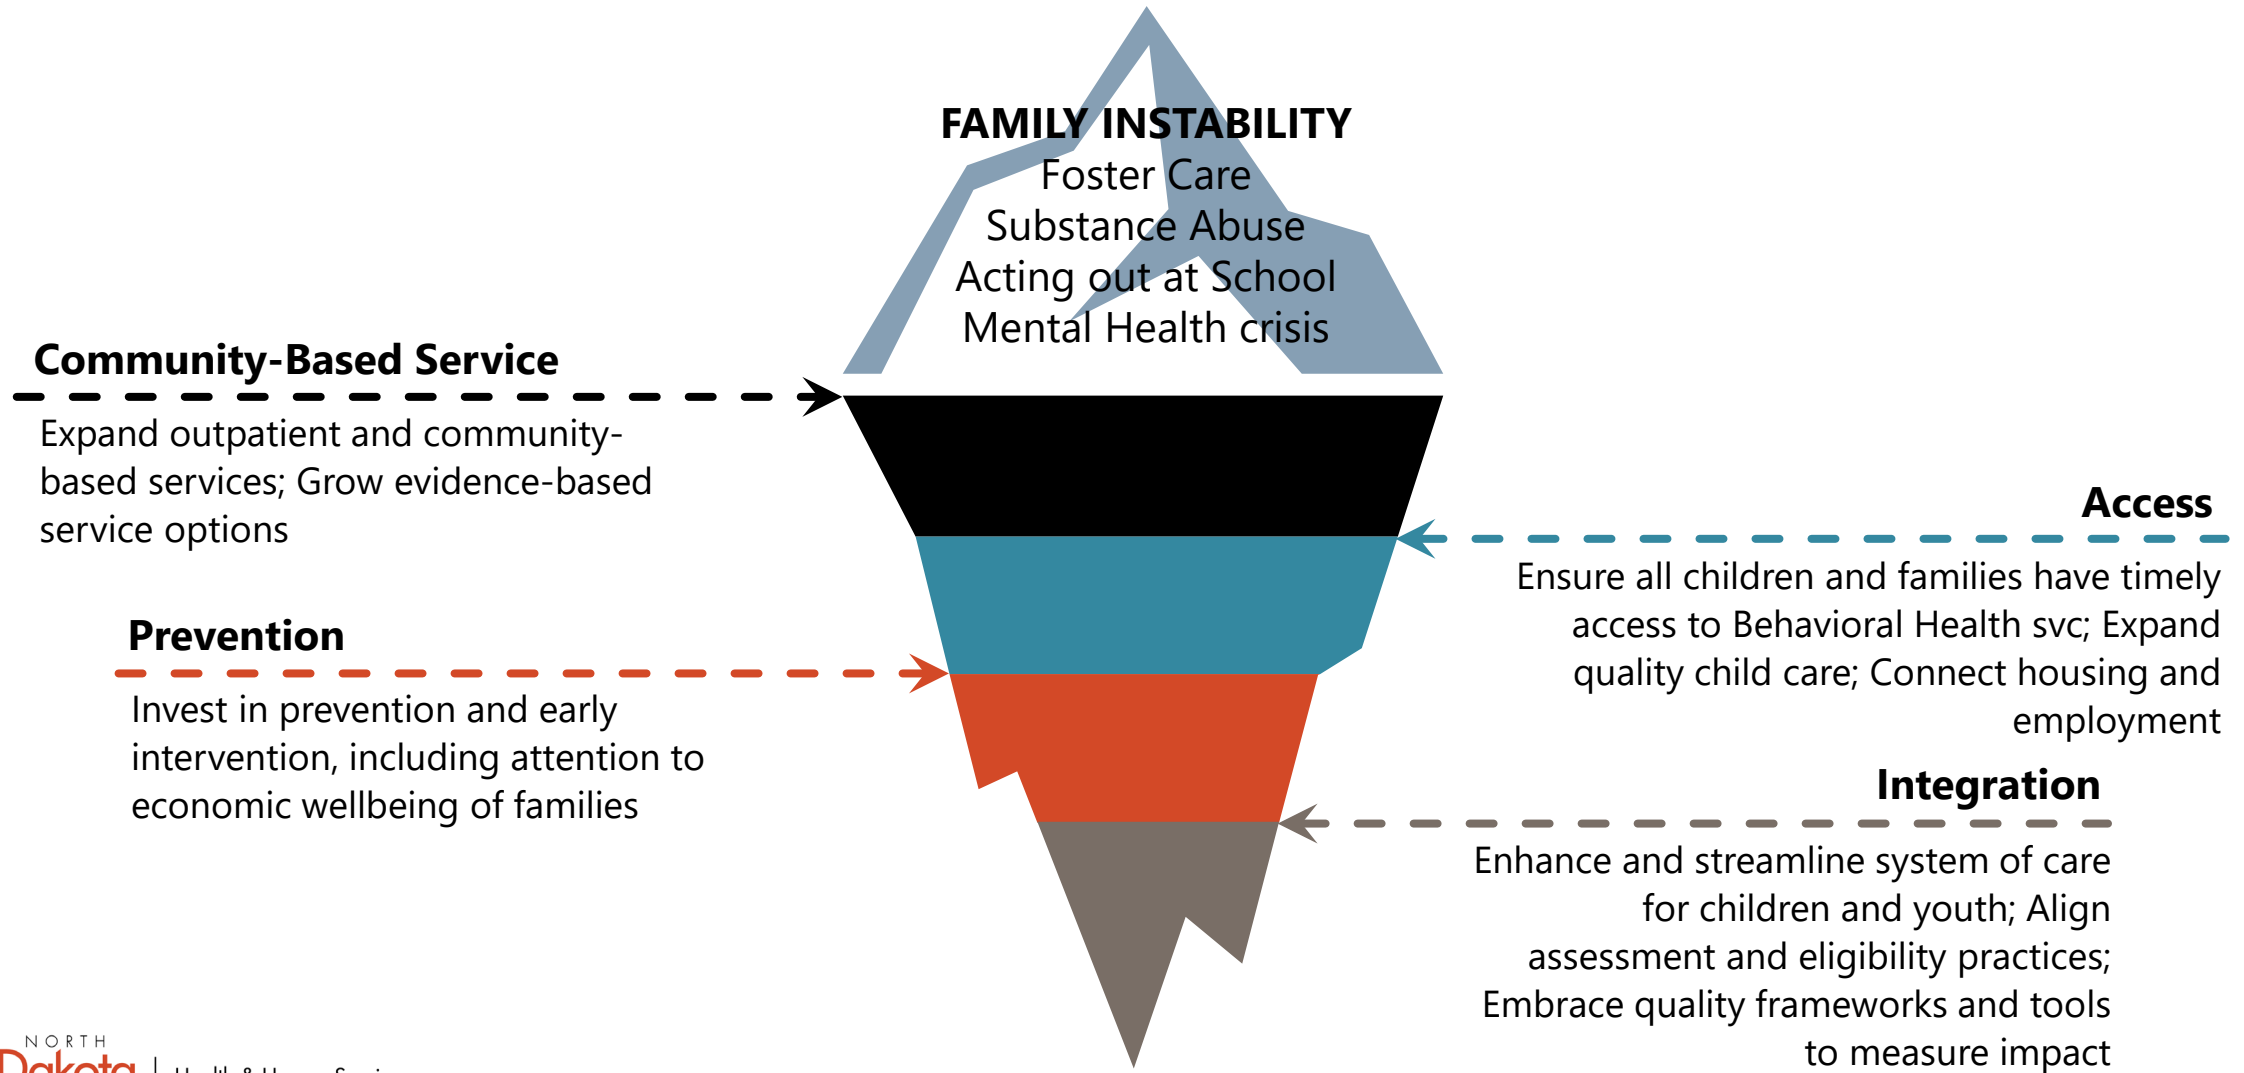 FAMILY INSTABILITY
Foster Care
Substance Abuse
Acting out at School
Mental Health crisis
Community-Based Service
Expand outpatient and community-
based services; Grow evidence-based
service options
Access
Ensure all children and families have timely
access to Behavioral Health svc; Expand
quality child care; Connect housing and
employment
Prevention
Invest in prevention and early
intervention, including attention to
economic wellbeing of families
Integration
Enhance and streamline system of care
for children and youth; Align
assessment and eligibility practices;
Embrace quality frameworks and tools
to measure impact
NORTH
Dakota